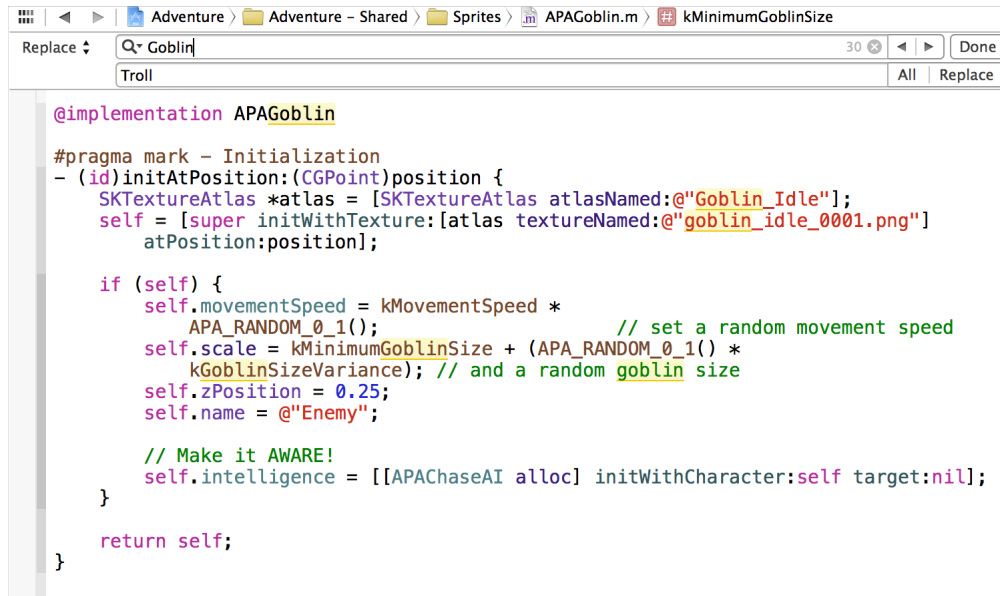 Adventure Adventure - Shared Sprites APAGoblin.m kMinimumGoblinSize
Replace Goblin 30 Done
Troll All Replace
@implementation APAGoblin
#pragma mark - Initialization
- (id)initAtPosition:(CGPoint)position {
SKTextureAtlas *atlas = [SKTextureAtlas atlasNamed:@"Goblin_Idle"];
self = [super initWithTexture:[atlas textureNamed:@"goblin_idle_0001.png"]
atPosition:position];
if (self) {
self.movementSpeed = kMovementSpeed *
APA_RANDOM_0_1(); // set a random movement speed
self.scale = kMinimumGoblinSize + (APA_RANDOM_0_1() *
kGoblinSizeVariance); // and a random goblin size
self.zPosition = 0.25;
self.name = @"Enemy";
// Make it AWARE!
self.intelligence = [[APAChaseAI alloc] initWithCharacter:self target:nil];
}
return self;
}